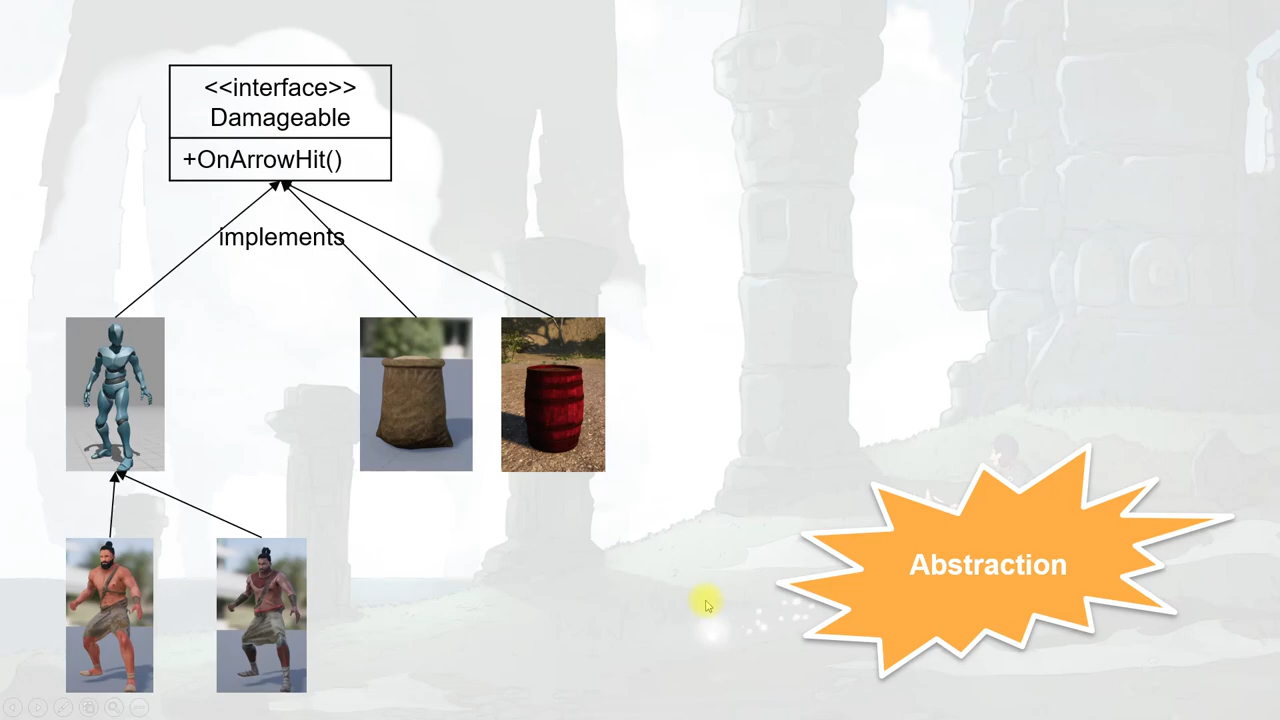 <<interface>>
Damageable
+OnArrowHit()
implements
Abstraction